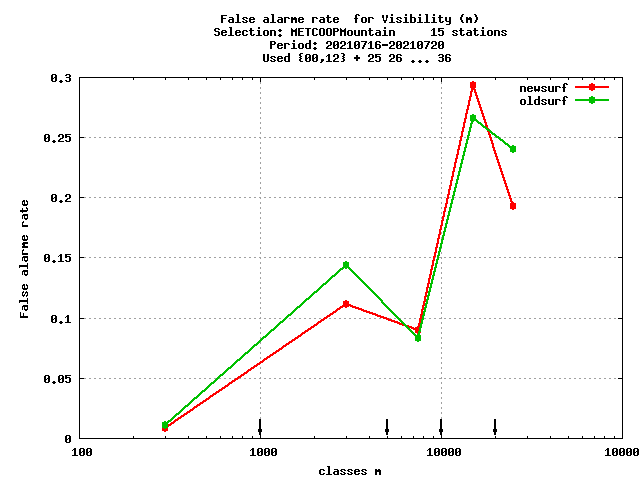 False alarme rate  for Visibility (m)
Selection: METCOOPMountain     15 stations
Period: 20210716-20210720
Used {00,12} + 25 26 ... 36
newsurf
oldsurf
0.3
0.25
0.2
0.15
0.1
0.05
0
False alarme rate
100
1000
10000
10000
classes m